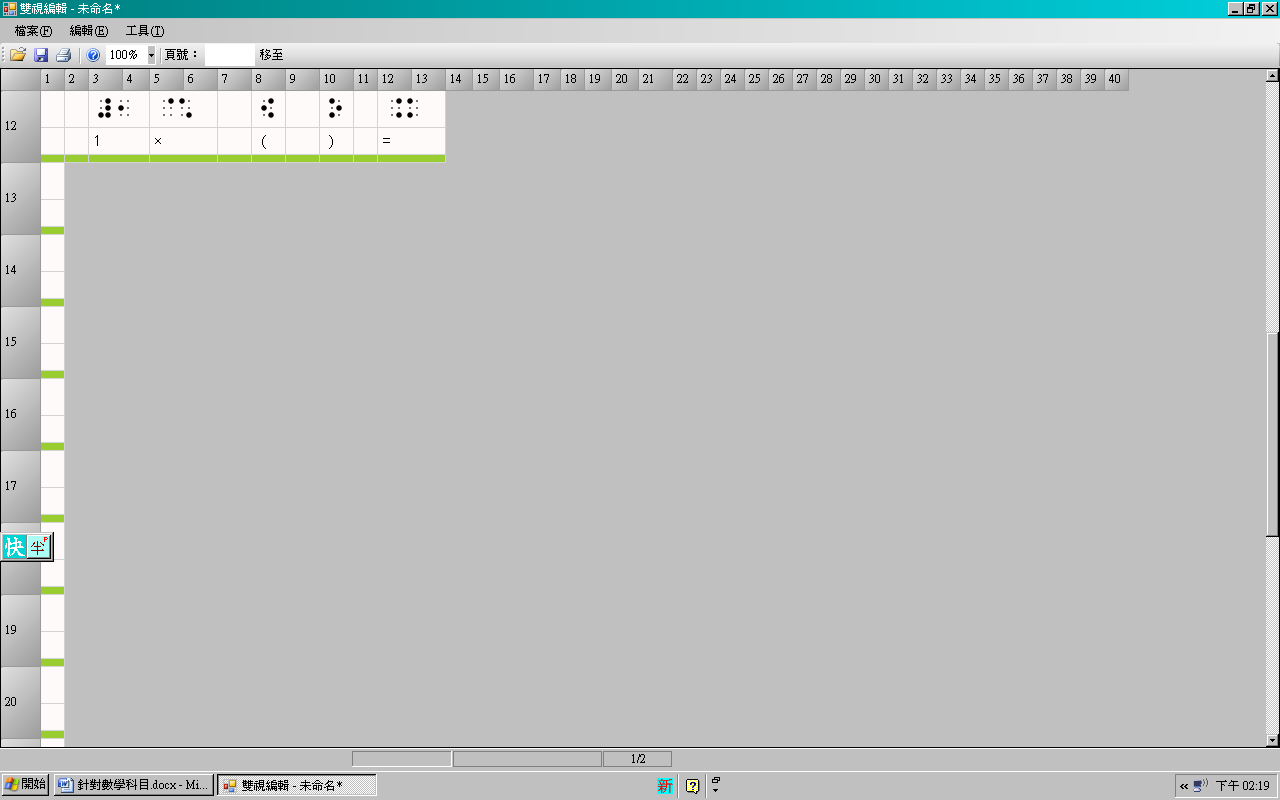 雙視編輯 - 未命名*
檔案(F) 編輯(E) 工具(T)
100% 頁號： 移至
1 2 3 4 5 6 7 8 9 10 11 12 13 14 15 16 17 18 19 20 21 22 23 24 25 26 27 28 29 30 31 32 33 34 35 36 37 38 39 40
⠼⠂ ⠈⠡ ⠪ ⠕ ⠨⠅
12
1 × ( ) =
13
14
15
16
17
快 半 P
19
20
1/2
開始 針對數學科目.docx - Mi... 雙視編輯 - 未命名* 新 ? « 下午 02:19